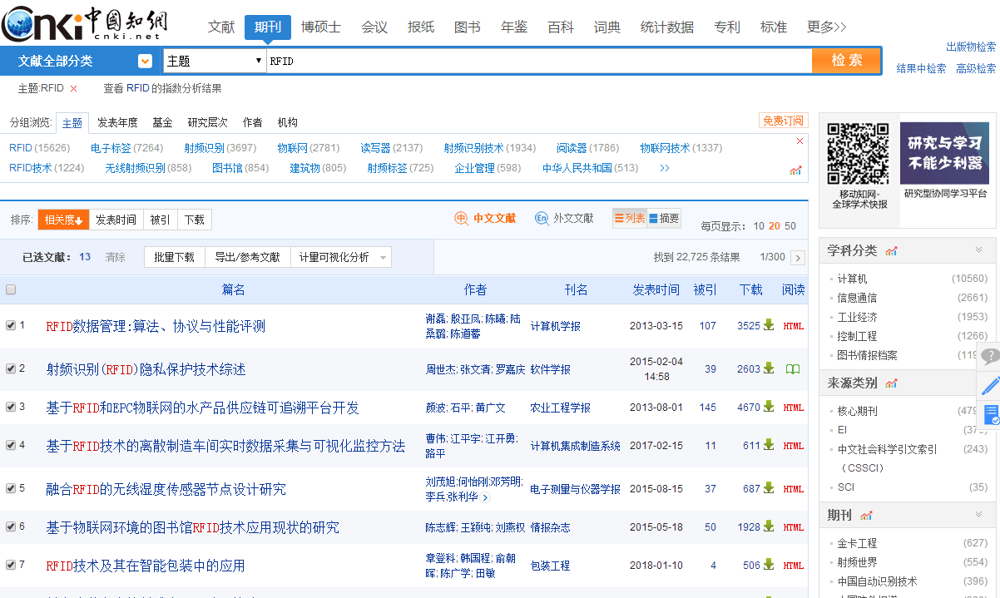 Cnki 中国知網
cnki.net
文献 期刊 博硕士 会议 报纸 图书 年鉴 百科 词典 统计数据 专利 标准 更多>>
文献全部分类 主题 RFID 检索
出版物检索
结果中检索 高级检索
主题:RFID × 查看 RFID 的指数分析结果
分组浏览: 主题 发表年度 基金 研究层次 作者 机构 免费订阅
RFID (15626) 电子标签 (7264) 射频识别 (3697) 物联网 (2781) 读写器 (2137) 射频识别技术 (1934) 阅读器 (1786) 物联网技术 (1337) ×
RFID技术 (1224) 无线射频识别 (858) 图书馆 (854) 建筑物 (805) 射频标签 (725) 企业管理 (598) 中华人民共和国 (513) >>
移动知网-
全球学术快报
研究与学习
不能少利器
研究型协同学习平台
排序: 相关度 发表时间 被引 下载 中 中文文献 En 外文文献 列表 摘要 每页显示: 10 20 50
已选文献: 13 清除 批量下载 导出/参考文献 计量可视化分析 找到 22,725 条结果 1/300 >
篇名 作者 刊名 发表时间 被引 下载 阅读
1 RFID数据管理:算法、协议与性能评测 谢磊; 殷亚凤; 陈曦; 陆
桑璐; 陈道蓄 计算机学报 2013-03-15 107 3525 HTML
2 射频识别(RFID)隐私保护技术综述 周世杰; 张文清; 罗嘉庆 软件学报 2015-02-04
14:58 39 2603
3 基于RFID和EPC物联网的水产品供应链可追溯平台开发 颜波; 石平; 黄广文 农业工程学报 2013-08-01 145 4670 HTML
4 基于RFID技术的离散制造车间实时数据采集与可视化监控方法 曹伟; 江平宇; 江开勇;
路平 计算机集成制造系统 2017-02-15 11 611 HTML
5 融合RFID的无线湿度传感器节点设计研究 刘茂旭;何怡刚;邓芳明;
李兵;张利华 电子测量与仪器学报 2015-08-15 37 687 HTML
6 基于物联网环境的图书馆RFID技术应用现状的研究 陈志辉; 王颖纯; 刘燕权 情报杂志 2015-05-18 50 1928 HTML
7 RFID技术及其在智能包装中的应用 章登科; 韩国程; 俞朝
晖; 陈广学; 田敏 包装工程 2018-01-10 4 506 HTML
学科分类
计算机 (10560)
信息通信 (2661)
工业经济 (1953)
控制工程 (1266)
图书情报档案 (119
来源类别
核心期刊 (479
EI (379)
中文社会科学引文索引 (243)
（CSSCI）
SCI (35)
期刊
金卡工程 (627)
射频世界 (554)
中国自动识别技术 (396)